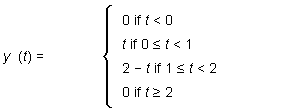 0 if t < 0
t if 0 ≤ t < 1
y (t) =
2 − t if 1 ≤ t < 2
0 if t ≥ 2